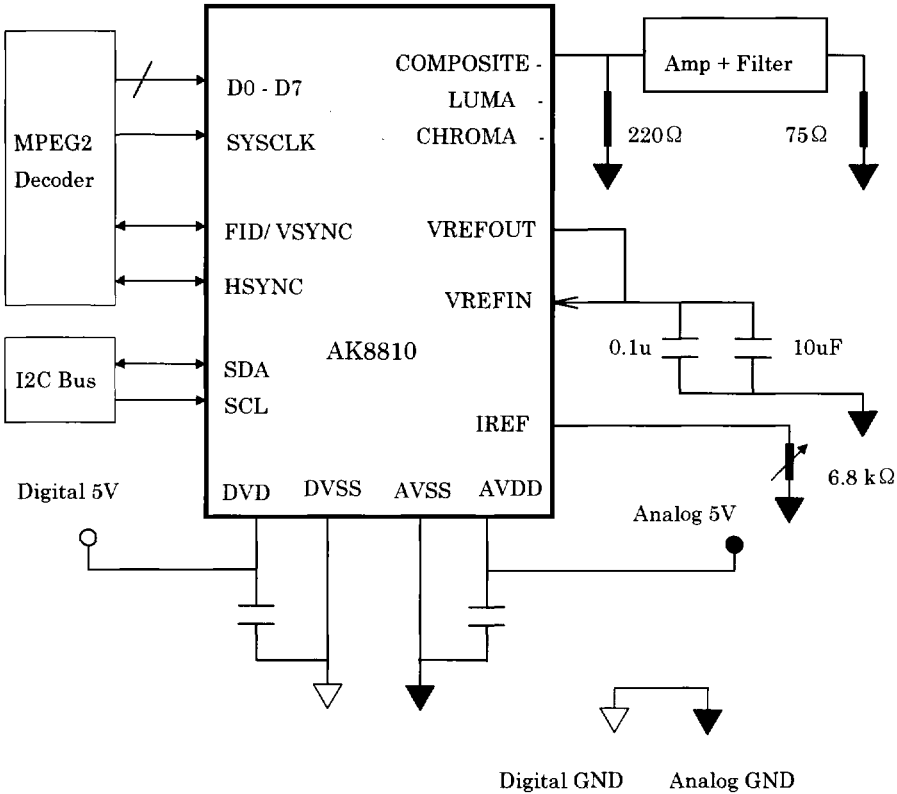 MPEG2
Decoder
I2C Bus
D0 - D7
SYSCLK
FID/ VSYNC
HSYNC
SDA
SCL
COMPOSITE
LUMA
CHROMA
VREFOUT
VREFIN
AK8810
IREF
DVD
DVSS
AVSS
AVDD
Amp + Filter
220Ω
75Ω
0.1u
10uF
6.8 kΩ
Digital 5V
Analog 5V
Digital GND
Analog GND